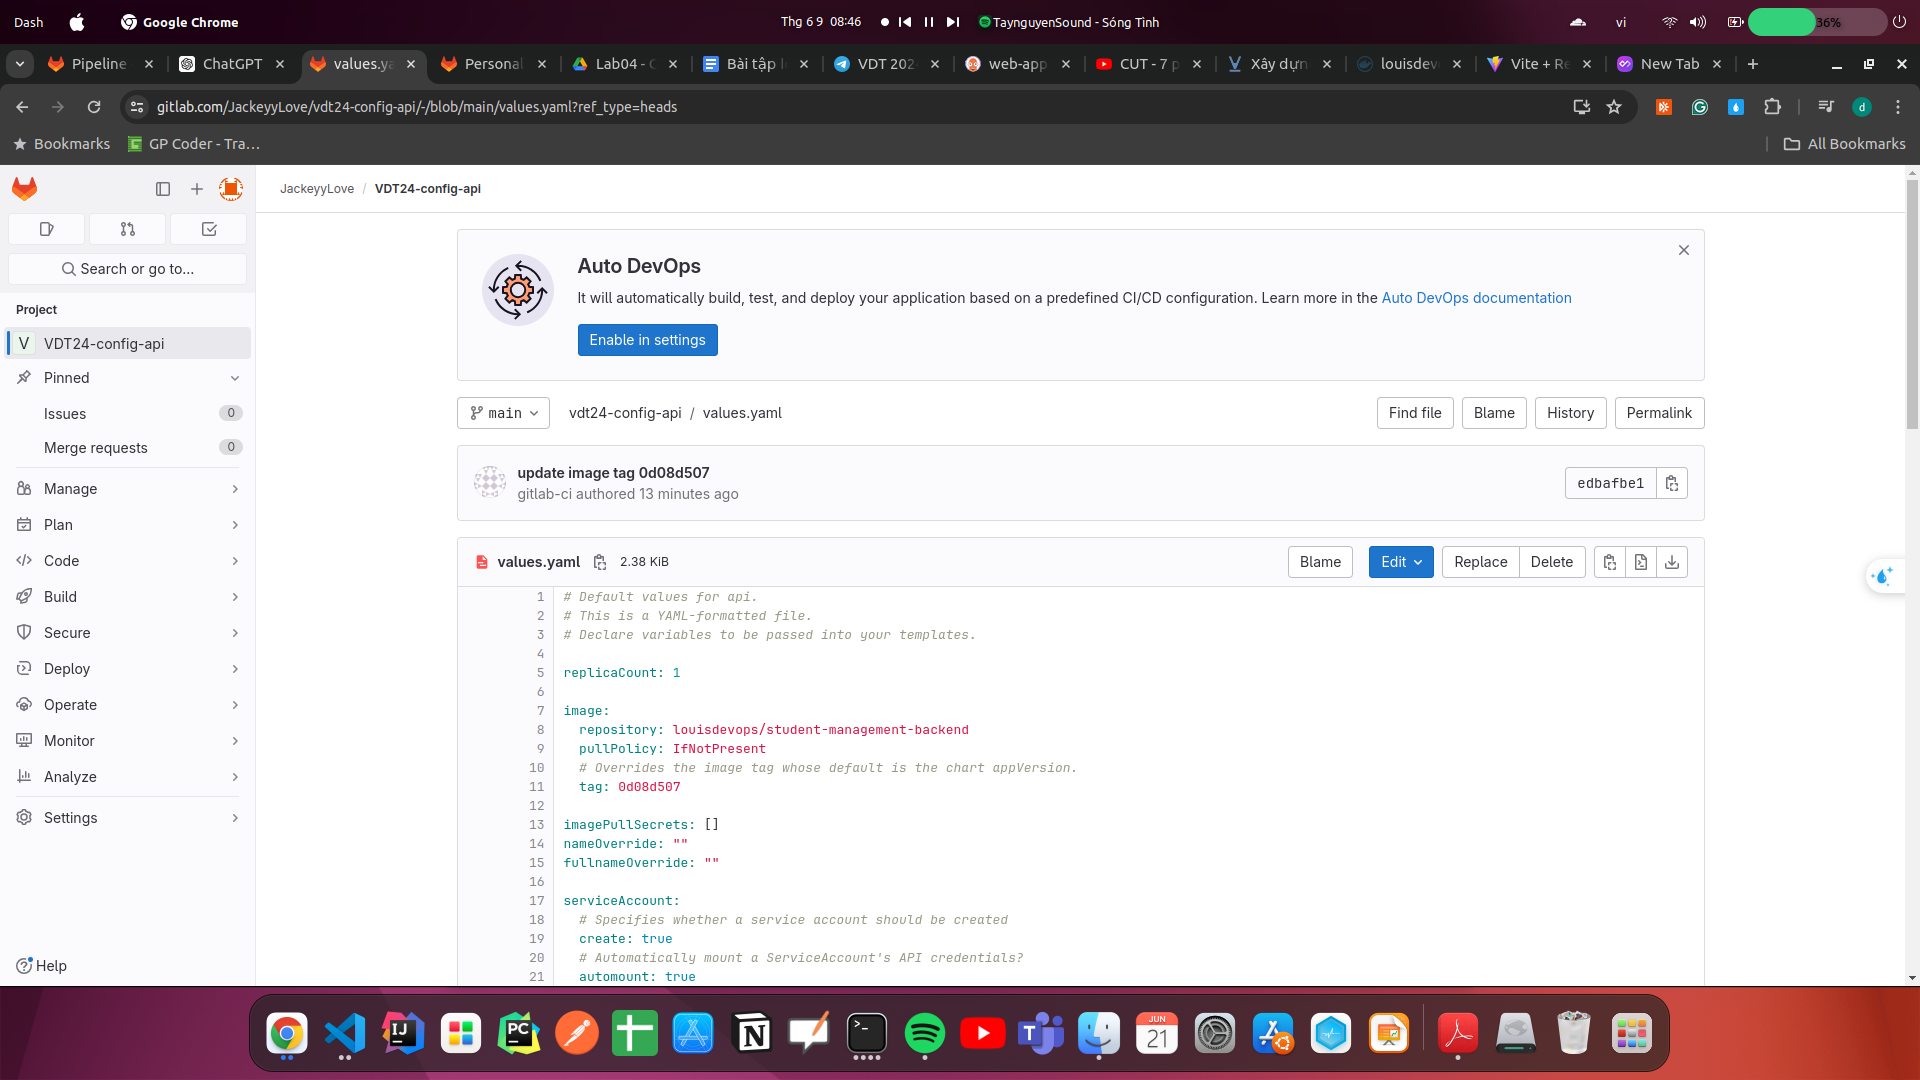 Dash
Google Chrome
Thg 6 9 08:46
TaynguyenSound - Sóng Tình
vi
36%
Pipeline
ChatGPT
values.ya
Personal
Lab04 - C
Bài tập l
VDT 202
web-app
CUT - 7 p
Xây dựn
louisdev
Vite + Re
New Tab
gitlab.com/JackeyyLove/vdt24-config-api/-/blob/main/values.yaml?ref_type=heads
d
Bookmarks
GP Coder - Tra…
All Bookmarks
JackeyyLove / VDT24-config-api
Search or go to...
Project
V VDT24-config-api
Pinned
Issues 0
Merge requests 0
Manage
Plan
Code
Build
Secure
Deploy
Operate
Monitor
Analyze
Settings
Help
Auto DevOps
It will automatically build, test, and deploy your application based on a predefined CI/CD configuration. Learn more in the Auto DevOps documentation
Enable in settings
main vdt24-config-api / values.yaml
Find file Blame History Permalink
update image tag 0d08d507
gitlab-ci authored 13 minutes ago
edbafbe1
values.yaml 2.38 KiB
Blame Edit Replace Delete
1 # Default values for api.
2 # This is a YAML-formatted file.
3 # Declare variables to be passed into your templates.
4
5 replicaCount: 1
6
7 image:
8 repository: louisdevops/student-management-backend
9 pullPolicy: IfNotPresent
10 # Overrides the image tag whose default is the chart appVersion.
11 tag: 0d08d507
12
13 imagePullSecrets: []
14 nameOverride: ""
15 fullnameOverride: ""
16
17 serviceAccount:
18 # Specifies whether a service account should be created
19 create: true
20 # Automatically mount a ServiceAccount's API credentials?
21 automount: true
IJ
PC
JUN
21